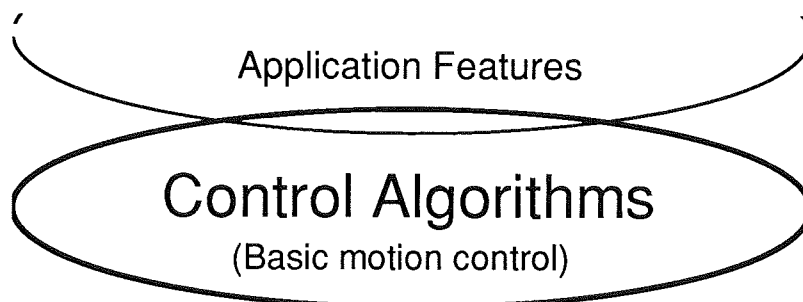 Application Features
Control Algorithms
(Basic motion control)